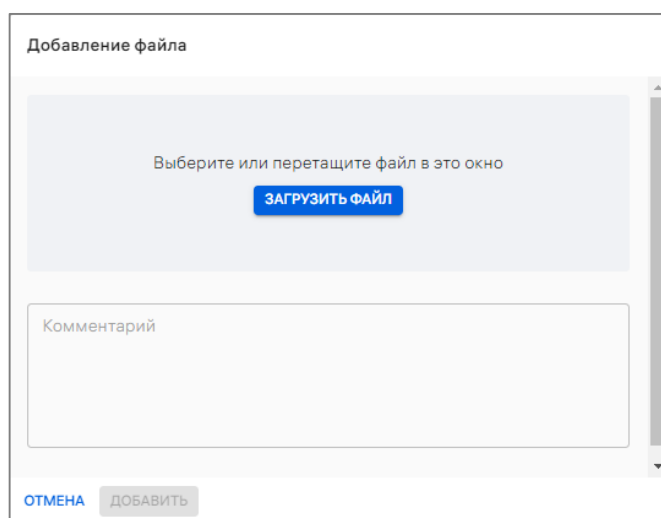 Добавление файла
Выберите или перетащите файл в это окно
ЗАГРУЗИТЬ ФАЙЛ
Комментарий
ОТМЕНА ДОБАВИТЬ